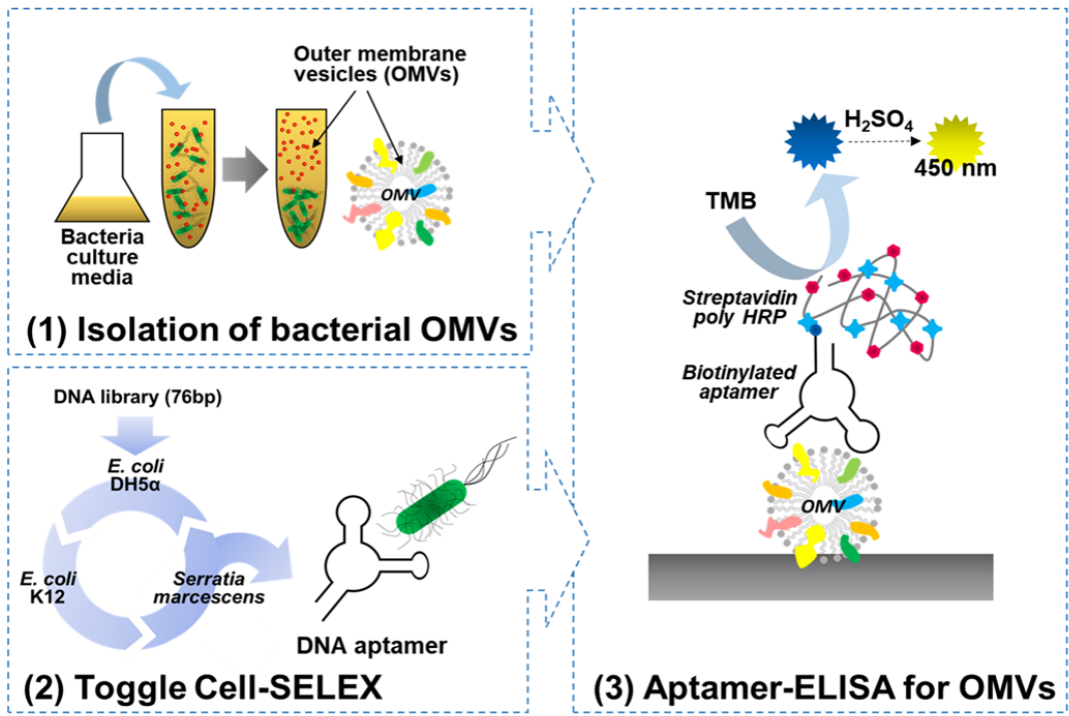 Outer membrane
vesicles (OMVs)
OMV
Bacteria
culture
media
(1) Isolation of bacterial OMVs
DNA library (76bp)
E. coli
DH5α
E. coli
K12
Serratia
marcescens
DNA aptamer
(2) Toggle Cell-SELEX
H₂SO₄
450 nm
TMB
Streptavidin
poly HRP
Biotinylated
aptamer
OMV
(3) Aptamer-ELISA for OMVs